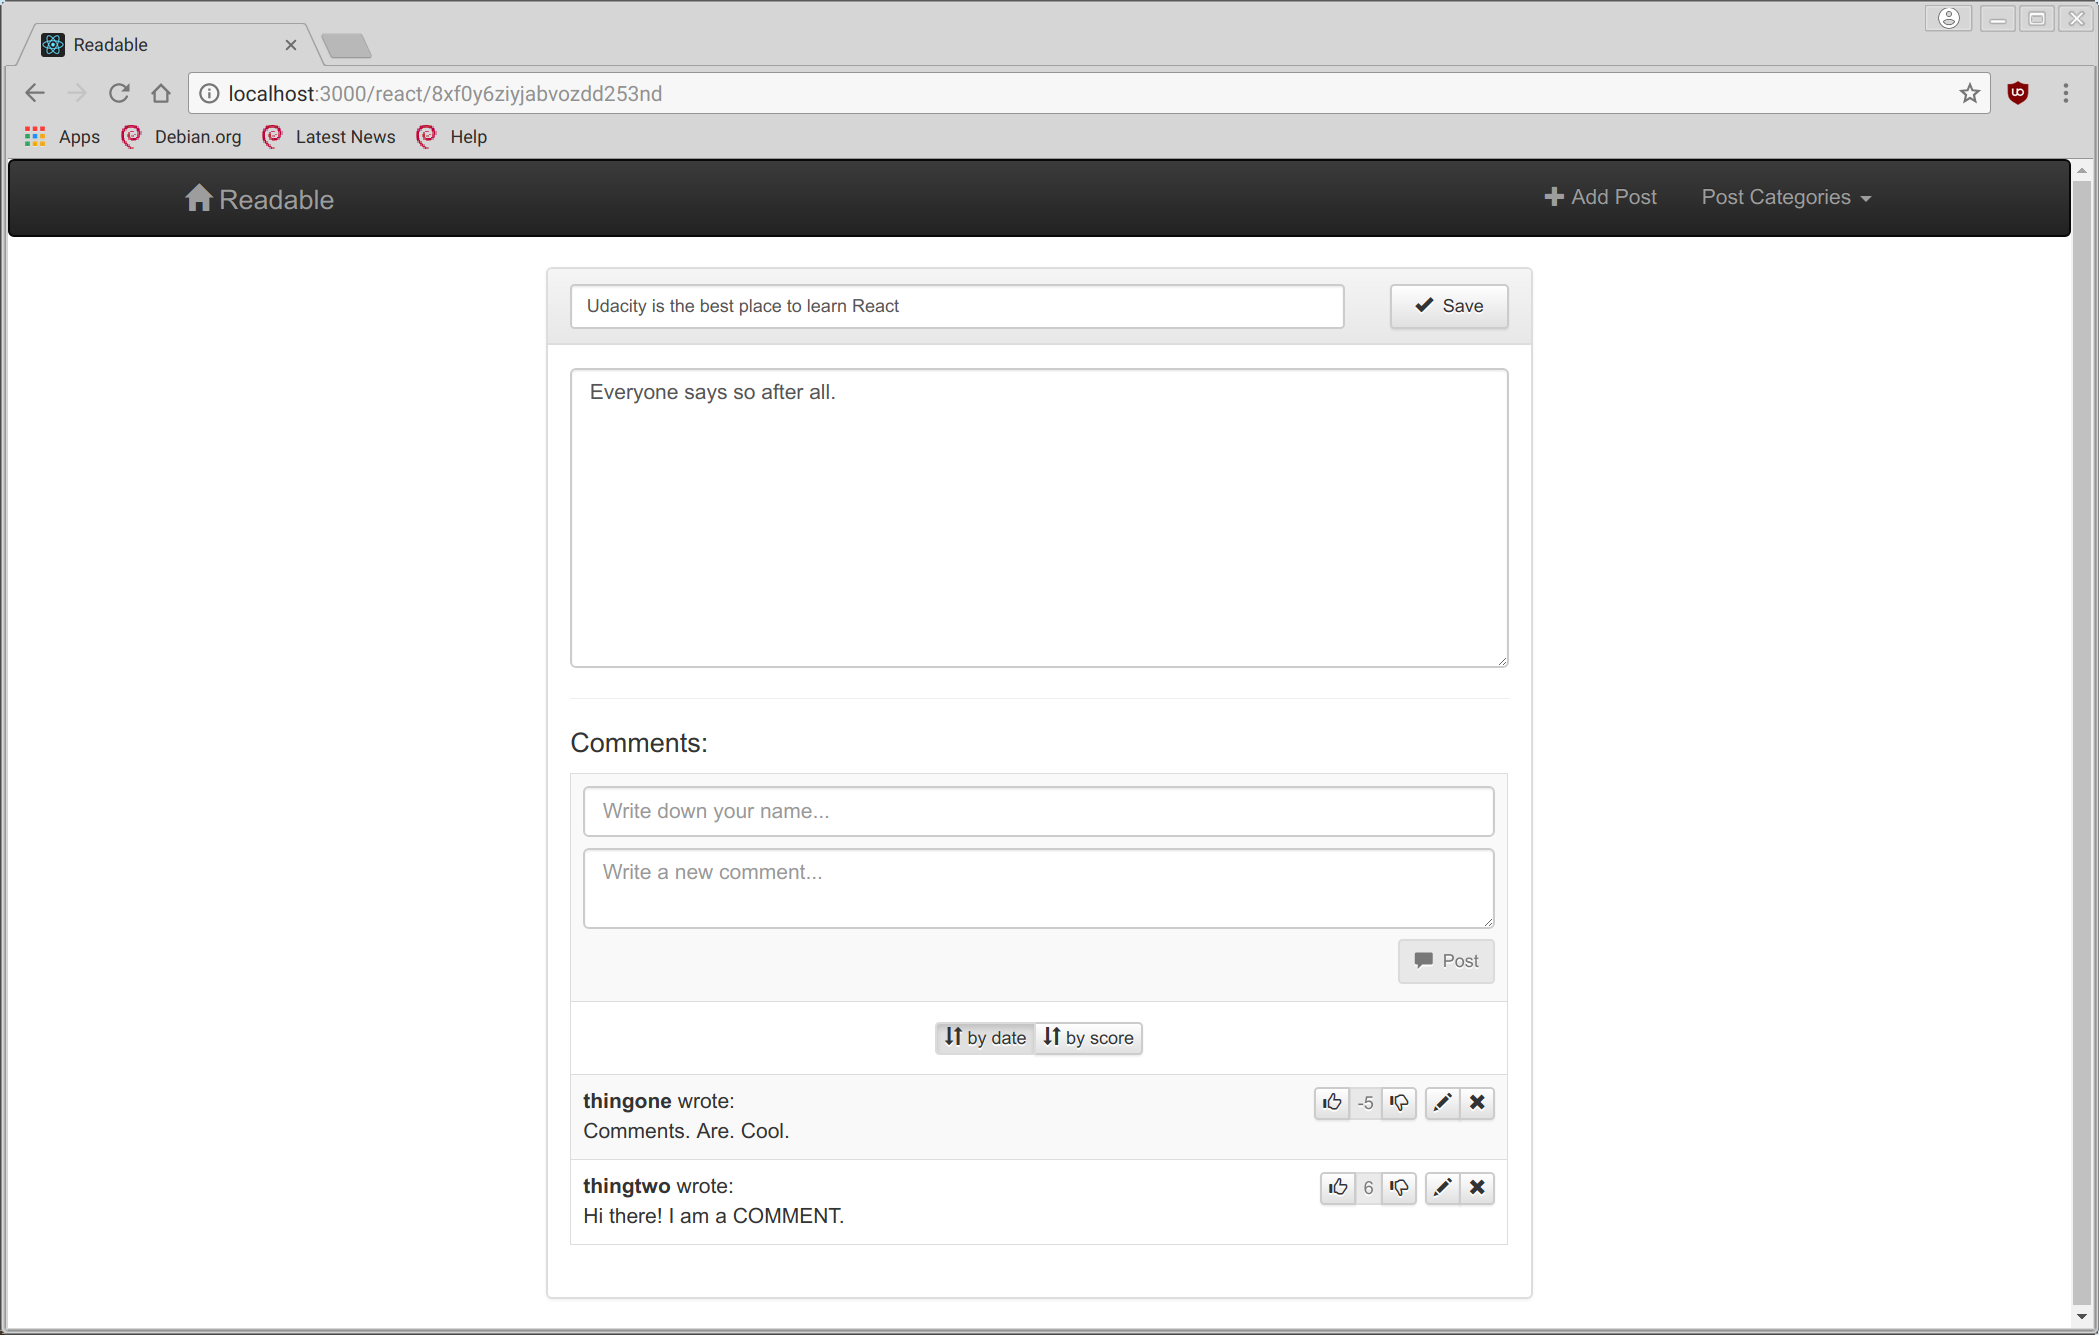 Readable
localhost:3000/react/8xf0y6ziyjabvozdd253nd
Apps Debian.org Latest News Help
Readable Add Post Post Categories
Udacity is the best place to learn React Save
Everyone says so after all.
Comments:
Write down your name...
Write a new comment...
Post
by date by score
thingone wrote: -5
Comments. Are. Cool.
thingtwo wrote: 6
Hi there! I am a COMMENT.